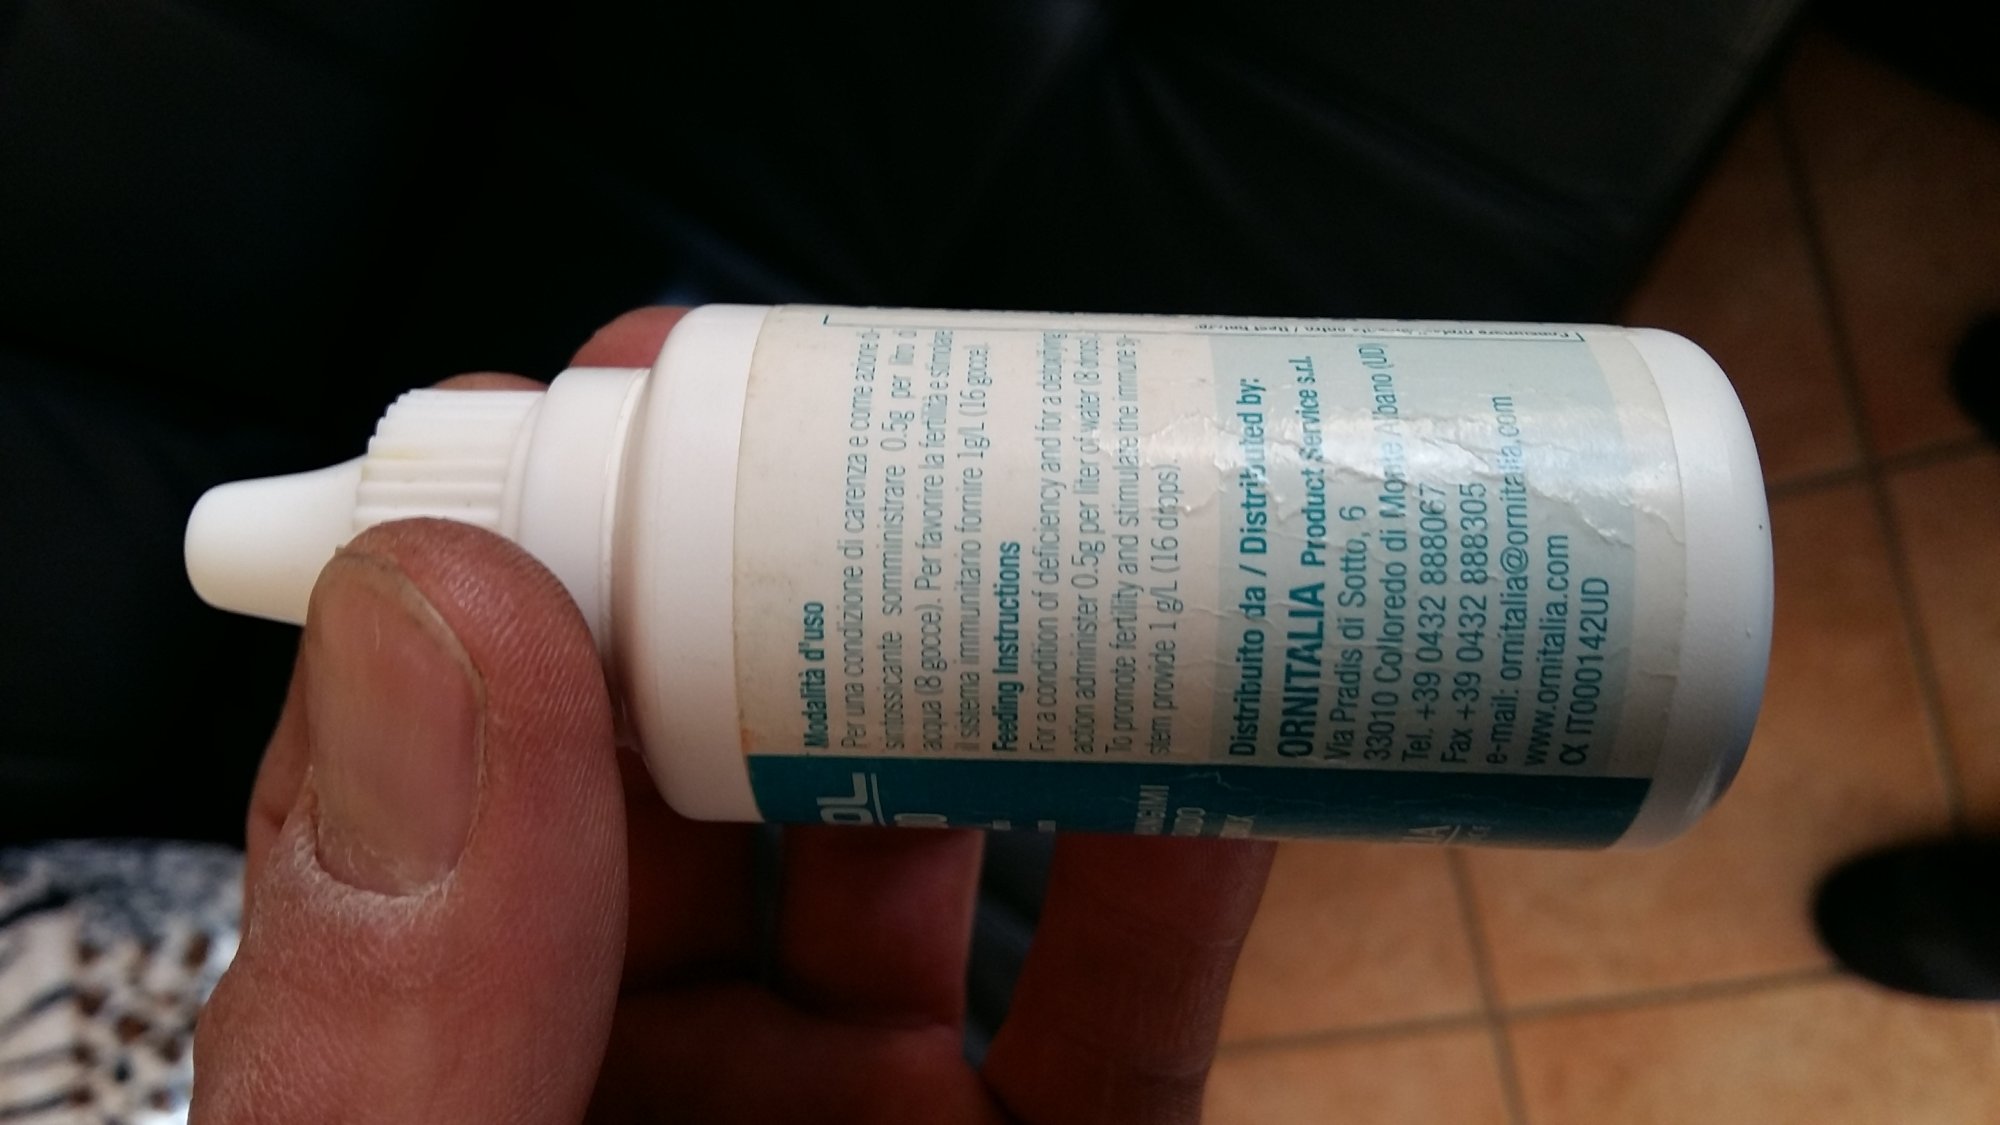 Modalità d'uso
Per una condizione di carenza e come azione di-
sintossicante somministrare 0.5g per litro di
acqua (8 gocce). Per favorire la fertilità e stimolare
il sistema immunitario fornire 1g/L (16 gocce).
Feeding Instructions
For a condition of deficiency and for a detoxifying
action administer 0.5g per liter of water (8 drops).
To promote fertility and stimulate the immune sy-
stem provide 1 g/L (16 drops)
Distribuito da / Distributed by:
ORNITALIA Product Service s.r.l.
Via Pradis di Sotto, 6
33010 Colloredo di Monte Albano (UD)
Tel. +39 0432 888067
Fax +39 0432 888305
e-mail: ornitalia@ornitalia.com
www.ornitalia.com
α IT000142UD
OL
/ Best before: